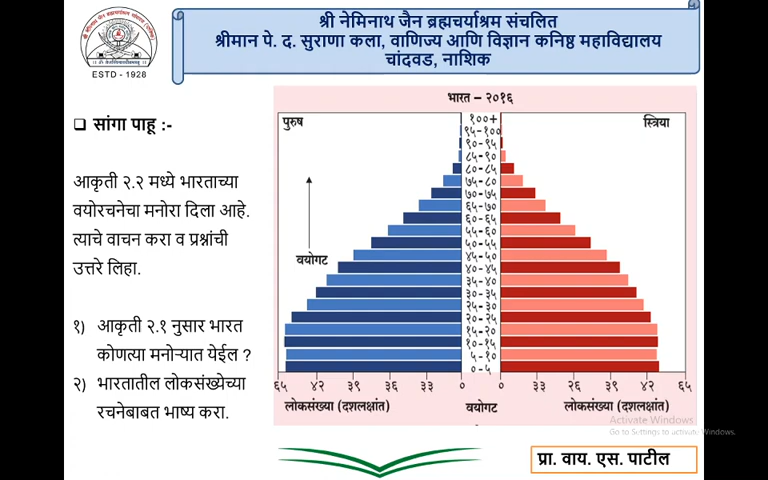 श्री नेमिनाथ जैन ब्रह्मचर्याश्रम संचलित
श्रीमान पे. द. सुराणा कला, वाणिज्य आणि विज्ञान कनिष्ठ महाविद्यालय
चांदवड, नाशिक
ESTD - 1928
सांगा पाहू :-
आकृती २.२ मध्ये भारताच्या
वयोरचनेचा मनोरा दिला आहे.
त्याचे वाचन करा व प्रश्नांची
उत्तरे लिहा.
१) आकृती २.१ नुसार भारत
कोणत्या मनोऱ्यात येईल ?
२) भारतातील लोकसंख्येच्या
रचनेबाबत भाष्य करा.
भारत – २०१६
पुरुष
स्त्रिया
वयोगट
१००+
९५-१००
९०-९५
८५-९०
८०-८५
७५-८०
७०-७५
६५-७०
६०-६५
५५-६०
५०-५५
४५-५०
४०-४५
३५-४०
३०-३५
२५-३०
२०-२५
१५-२०
१०-१५
५-१०
०-५
६५ ४२ ३९ ३६ ३३ ० ० ३३ २६ ३९ ४२ ६५
लोकसंख्या (दशलक्षांत) वयोगट लोकसंख्या (दशलक्षांत)
Activate Windows
Go to Settings to activate Windows.
प्रा. वाय. एस. पाटील